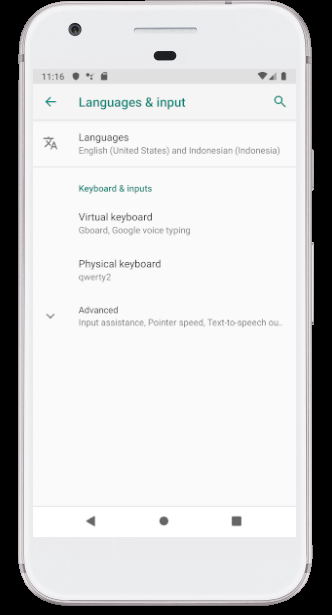 11:16
Languages & input
Languages
English (United States) and Indonesian (Indonesia)
Keyboard & inputs
Virtual keyboard
Gboard, Google voice typing
Physical keyboard
qwerty2
Advanced
Input assistance, Pointer speed, Text-to-speech ou..